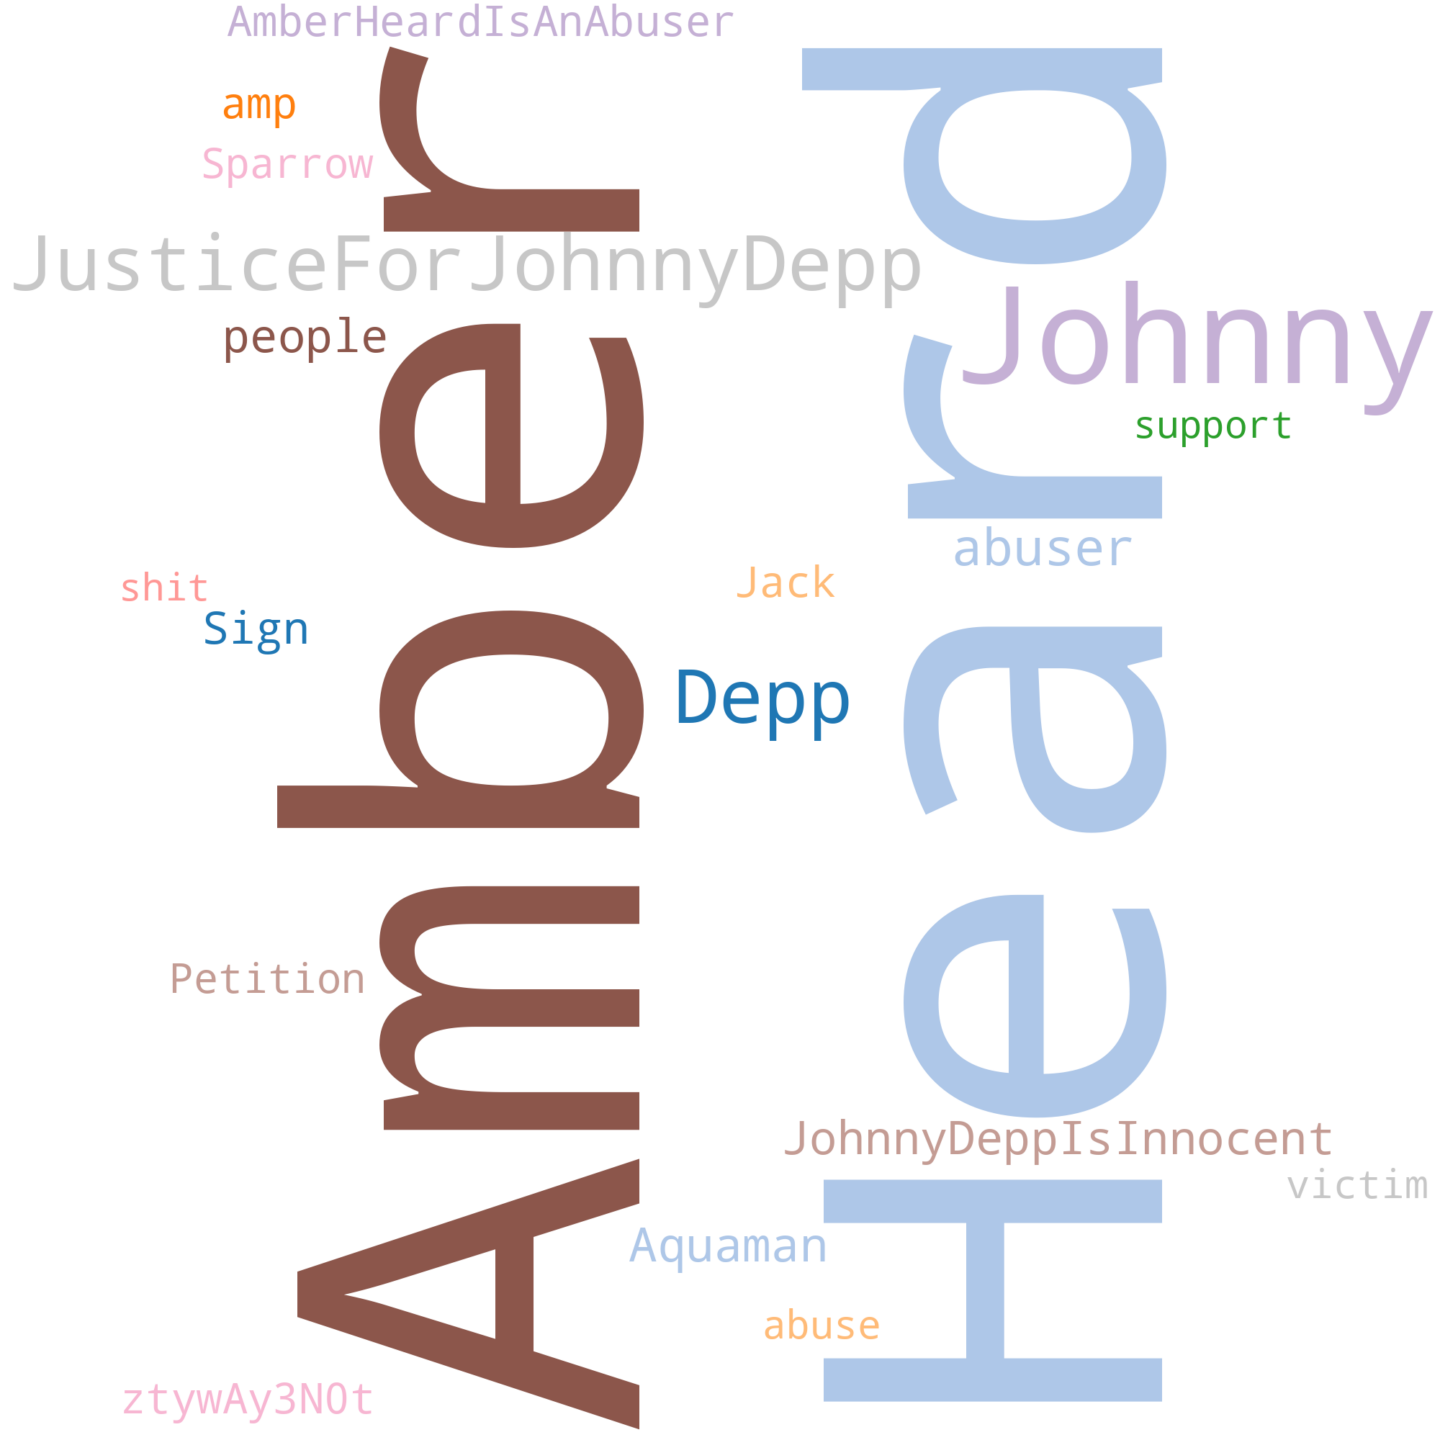 AmberHeardIsAnAbuser
amp
Sparrow
JusticeForJohnnyDepp
people
Johnny
support
Amber
Heard
abuser
shit
Jack
Sign
Depp
Petition
JohnnyDeppIsInnocent
victim
Aquaman
abuse
ztywAy3N0t